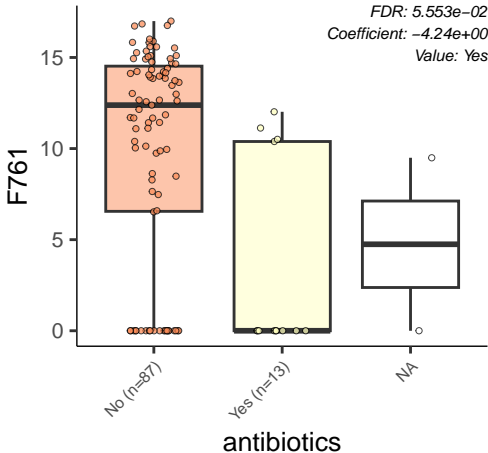 FDR: 5.553e−02
Coefficient: −4.24e+00
Value: Yes
F761
15
10
5
0
No (n=87)
Yes (n=13)
NA
antibiotics